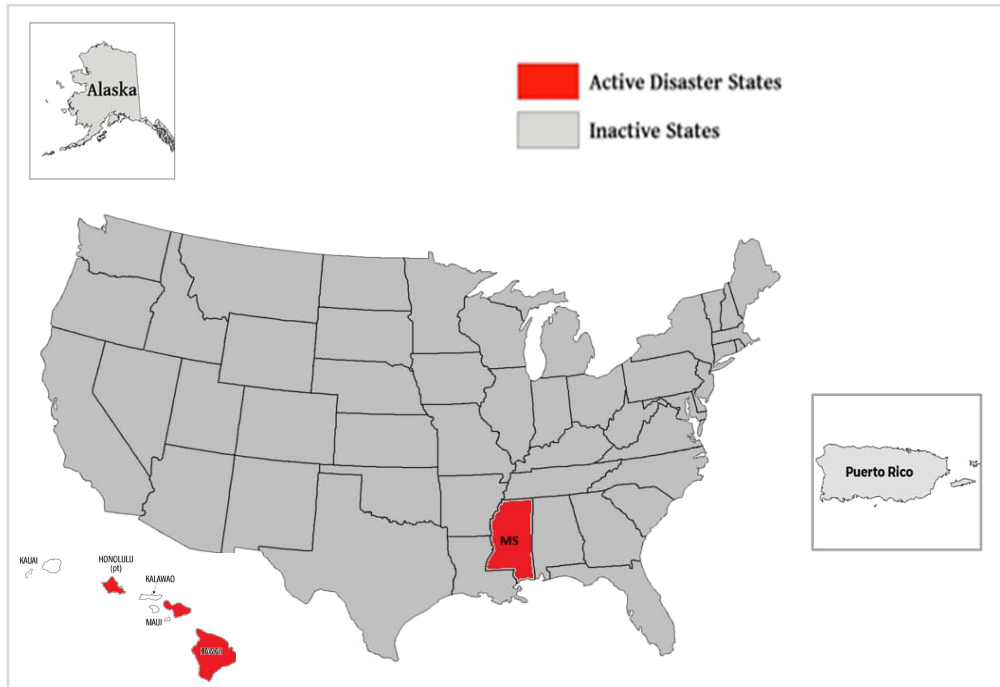 Alaska
Active Disaster States
Inactive States
Puerto Rico
MS
KAUAI
HONOLULU
(pt)
KALAWAO
MAUI
HAWAII